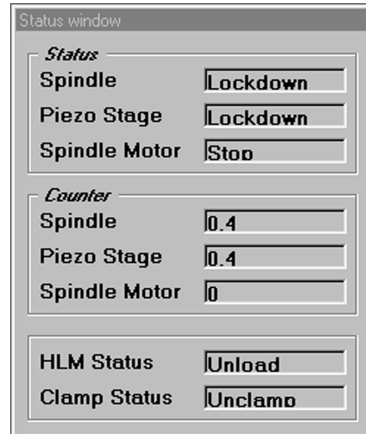 Status window
Status
Spindle Lockdown
Piezo Stage Lockdown
Spindle Motor Stop
Counter
Spindle 0.4
Piezo Stage 0.4
Spindle Motor 0
HLM Status Unload
Clamp Status Unclamp